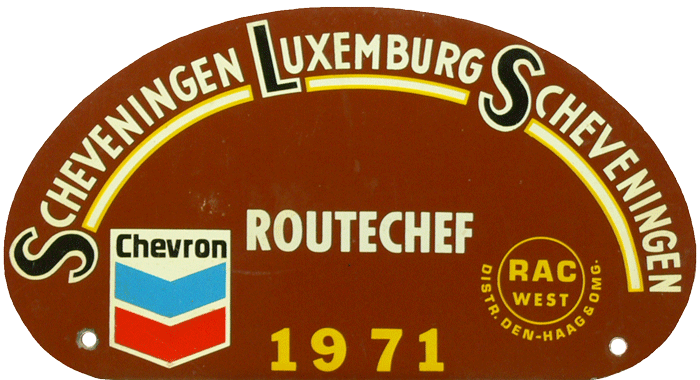 SCHEVENINGEN LUXEMBURG SCHEVENINGEN
ROUTECHEF
Chevron
RAC
WEST
DISTR. DEN-HAAG & OMG.
1971